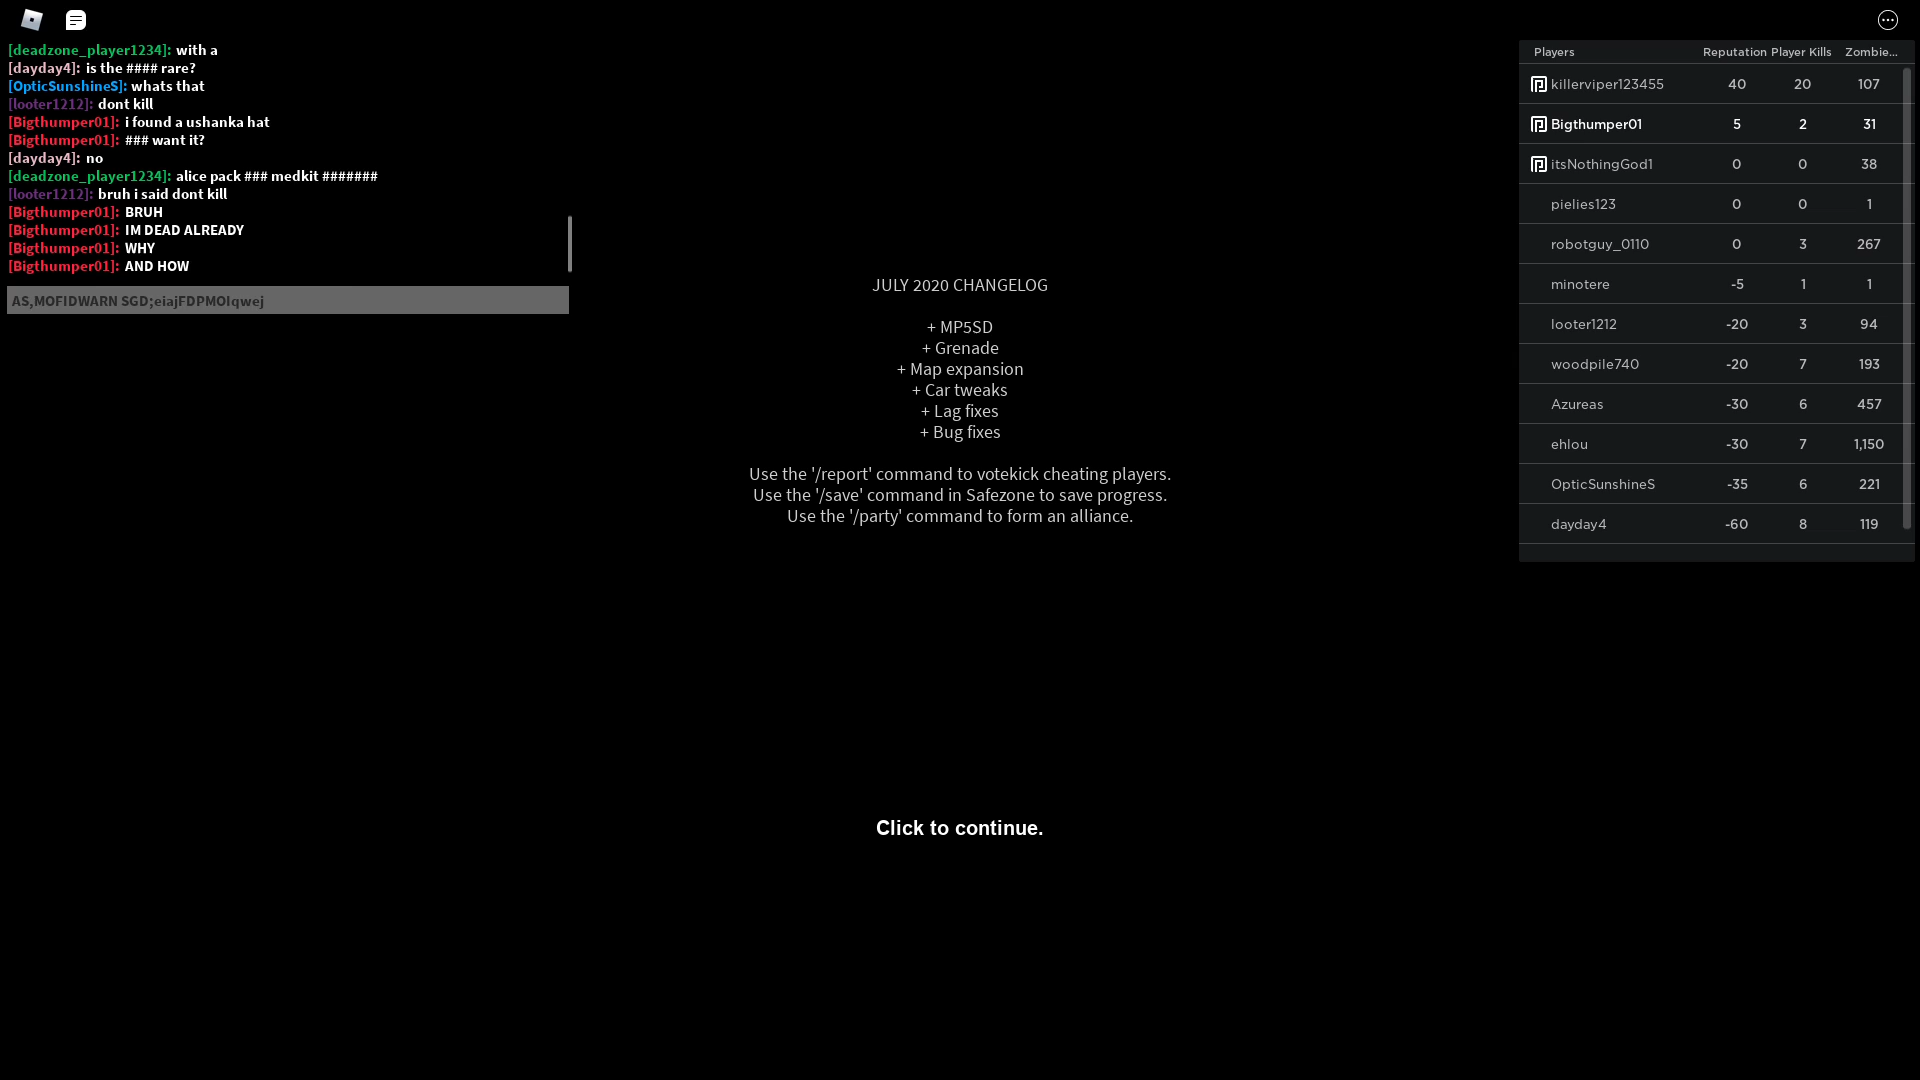 [deadzone_player1234]: with a
[dayday4]: is the #### rare?
[OpticSunshineS]: whats that
[looter1212]: dont kill
[Bigthumper01]: i found a ushanka hat
[Bigthumper01]: ### want it?
[dayday4]: no
[deadzone_player1234]: alice pack ### medkit #######
[looter1212]: bruh i said dont kill
[Bigthumper01]: BRUH
[Bigthumper01]: IM DEAD ALREADY
[Bigthumper01]: WHY
[Bigthumper01]: AND HOW
AS,MOFIDWARN SGD;eiajFDPMOIqwej
JULY 2020 CHANGELOG
+ MP5SD
+ Grenade
+ Map expansion
+ Car tweaks
+ Lag fixes
+ Bug fixes
Use the '/report' command to votekick cheating players.
Use the '/save' command in Safezone to save progress.
Use the '/party' command to form an alliance.
Click to continue.
Players Reputation Player Kills Zombie...
killerviper123455 40 20 107
Bigthumper01 5 2 31
itsNothingGod1 0 0 38
pielies123 0 0 1
robotguy_0110 0 3 267
minotere -5 1 1
looter1212 -20 3 94
woodpile740 -20 7 193
Azureas -30 6 457
ehlou -30 7 1,150
OpticSunshineS -35 6 221
dayday4 -60 8 119